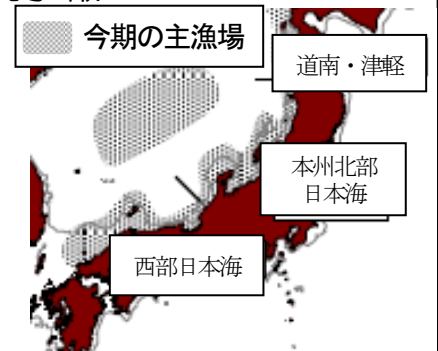 今期の主漁場
道南・津軽
本州北部
日本海
西部日本海